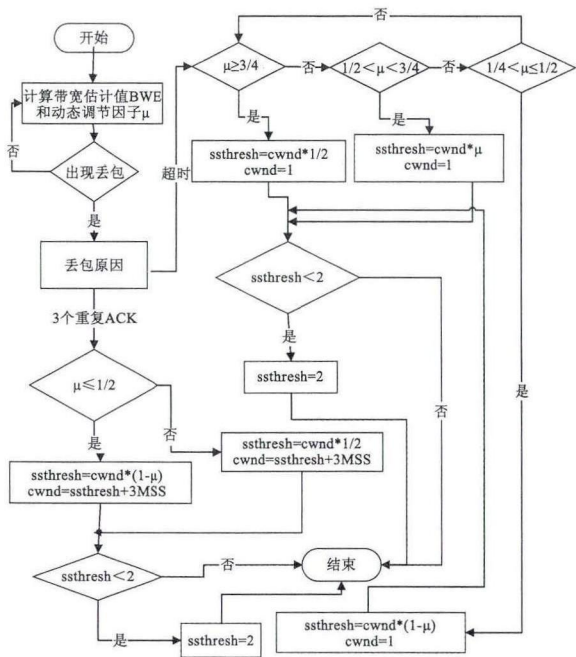 开始
计算带宽估计值BWE
和动态调节因子μ
否
出现丢包
是
丢包原因
超时
3个重复ACK
μ≤1/2
是
否
ssthresh=cwnd*(1-μ)
cwnd=ssthresh+3MSS
ssthresh=cwnd*1/2
cwnd=ssthresh+3MSS
ssthresh<2
否
是
ssthresh=2
结束
否
μ≥3/4
否
1/2<μ<3/4
否
1/4<μ≤1/2
是
是
ssthresh=cwnd*1/2
cwnd=1
ssthresh=cwnd*μ
cwnd=1
ssthresh<2
是
否
ssthresh=2
是
ssthresh=cwnd*(1-μ)
cwnd=1